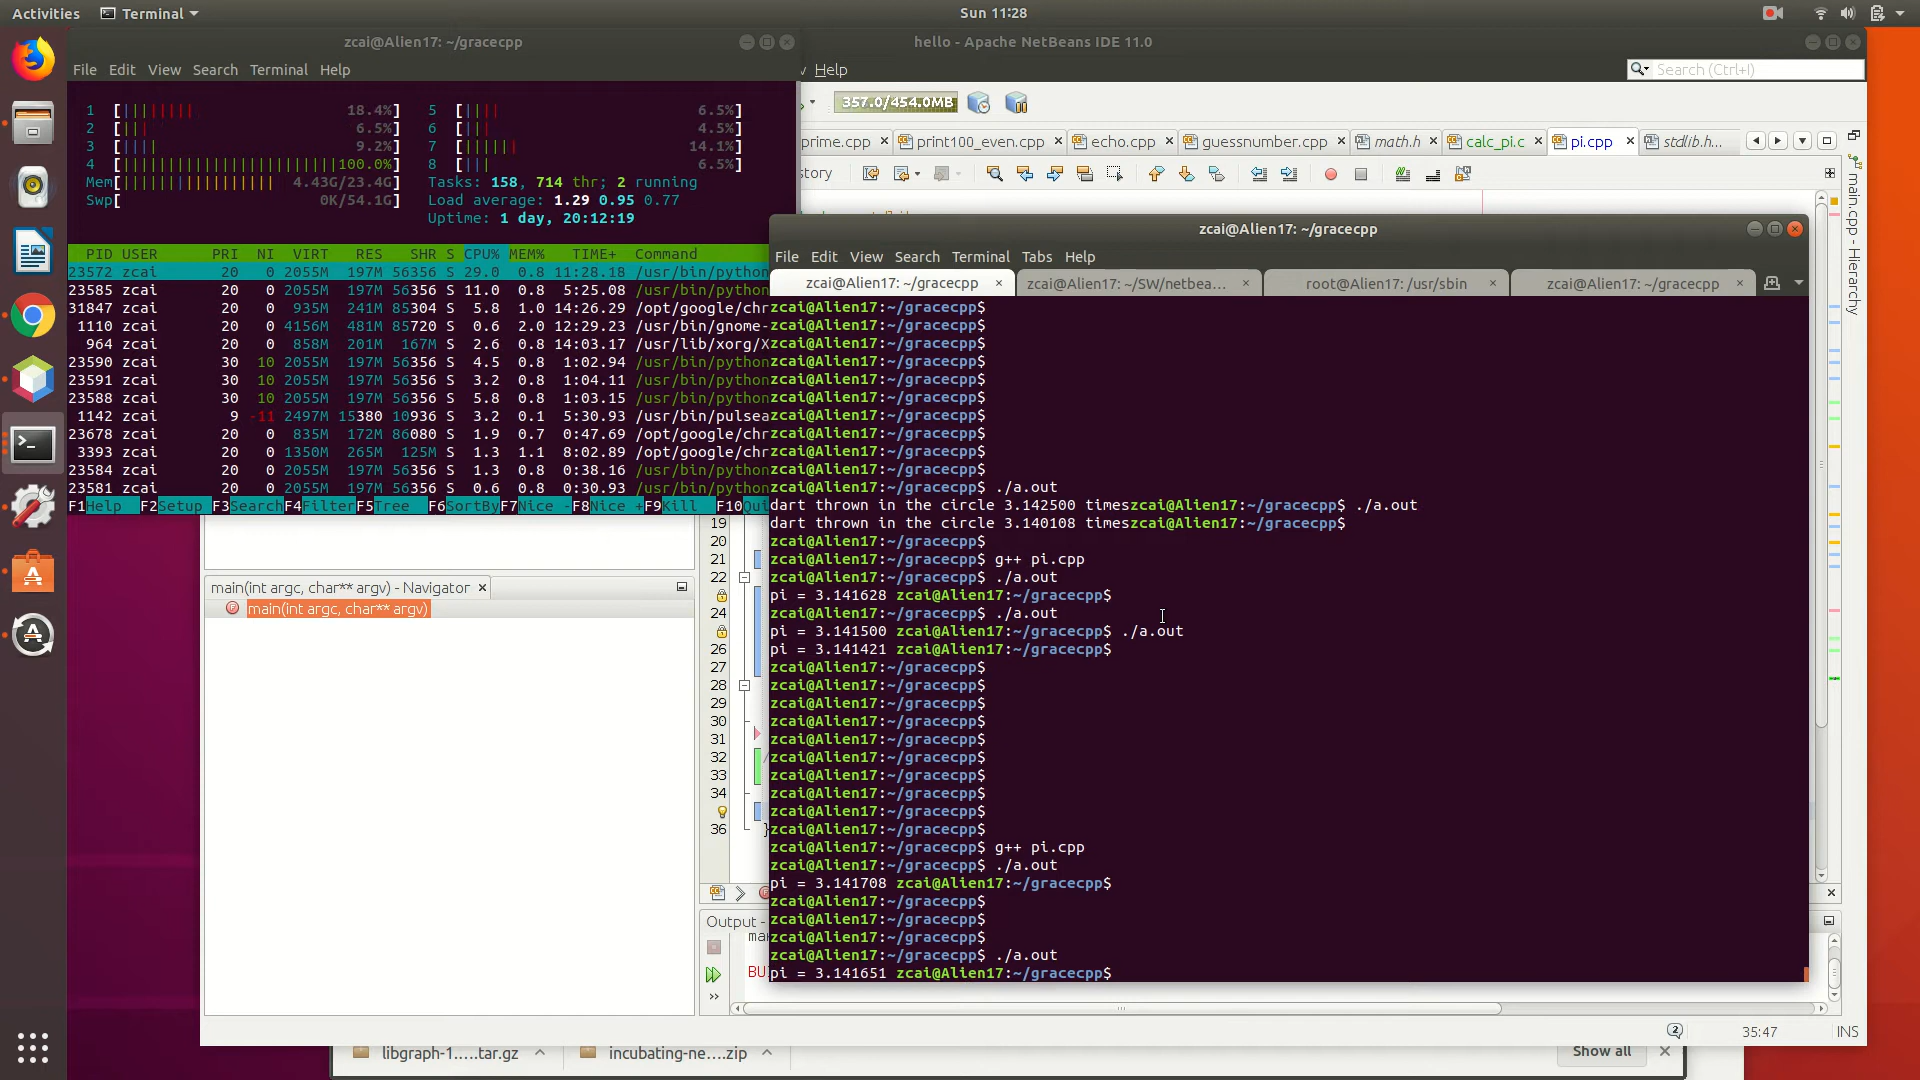 Activities
Terminal
Sun 11:28
zcai@Alien17: ~/gracecpp
File Edit View Search Terminal Help
1 [||||||||| 18.4%] 5 [|||| 6.5%]
2 [||| 6.5%] 6 [||| 4.5%]
3 [|||| 9.2%] 7 [|||||| 14.1%]
4 [||||||||||||||||||||||||100.0%] 8 [||| 6.5%]
Mem[||||||||||||||||| 4.43G/23.4G] Tasks: 158, 714 thr; 2 running
Swp[ 0K/54.1G] Load average: 1.29 0.95 0.77
Uptime: 1 day, 20:12:19
PID USER PRI NI VIRT RES SHR S CPU% MEM% TIME+ Command
23572 zcai 20 0 2055M 197M 56356 S 29.0 0.8 11:28.18 /usr/bin/python
23585 zcai 20 0 2055M 197M 56356 S 11.0 0.8 5:25.08 /usr/bin/python
31847 zcai 20 0 935M 241M 85304 S 5.8 1.0 14:26.29 /opt/google/chr
1110 zcai 20 0 4156M 481M 85720 S 0.6 2.0 12:29.23 /usr/bin/gnome-
964 zcai 20 0 858M 201M 167M S 2.6 0.8 14:03.17 /usr/lib/xorg/X
23590 zcai 30 10 2055M 197M 56356 S 4.5 0.8 1:02.94 /usr/bin/python
23591 zcai 30 10 2055M 197M 56356 S 3.2 0.8 1:04.11 /usr/bin/python
23588 zcai 30 10 2055M 197M 56356 S 5.8 0.8 1:03.15 /usr/bin/python
1142 zcai 9 -11 2497M 15380 10936 S 3.2 0.1 5:30.93 /usr/bin/pulsea
23678 zcai 20 0 835M 172M 86080 S 1.9 0.7 0:47.69 /opt/google/chr
3393 zcai 20 0 1350M 265M 125M S 1.3 1.1 8:02.89 /opt/google/chr
23584 zcai 20 0 2055M 197M 56356 S 1.3 0.8 0:38.16 /usr/bin/python
23581 zcai 20 0 2055M 197M 56356 S 0.6 0.8 0:30.93 /usr/bin/python
F1Help F2Setup F3SearchF4FilterF5Tree F6SortByF7Nice -F8Nice +F9Kill F10Qui
hello - Apache NetBeans IDE 11.0
Help
Search (Ctrl+I)
357.0/454.0MB
prime.cpp print100_even.cpp echo.cpp guessnumber.cpp math.h calc_pi.c pi.cpp stdlib.h...
story
main.cpp - Hierarchy
zcai@Alien17: ~/gracecpp
File Edit View Search Terminal Tabs Help
zcai@Alien17: ~/gracecpp
zcai@Alien17: ~/SW/netbea...
root@Alien17: /usr/sbin
zcai@Alien17: ~/gracecpp
zcai@Alien17:~/gracecpp$
zcai@Alien17:~/gracecpp$
zcai@Alien17:~/gracecpp$
zcai@Alien17:~/gracecpp$
zcai@Alien17:~/gracecpp$
zcai@Alien17:~/gracecpp$
zcai@Alien17:~/gracecpp$
zcai@Alien17:~/gracecpp$
zcai@Alien17:~/gracecpp$
zcai@Alien17:~/gracecpp$
zcai@Alien17:~/gracecpp$ ./a.out
dart thrown in the circle 3.142500 timeszcai@Alien17:~/gracecpp$ ./a.out
dart thrown in the circle 3.140108 timeszcai@Alien17:~/gracecpp$
zcai@Alien17:~/gracecpp$
zcai@Alien17:~/gracecpp$ g++ pi.cpp
zcai@Alien17:~/gracecpp$ ./a.out
pi = 3.141628 zcai@Alien17:~/gracecpp$
zcai@Alien17:~/gracecpp$ ./a.out
pi = 3.141500 zcai@Alien17:~/gracecpp$ ./a.out
pi = 3.141421 zcai@Alien17:~/gracecpp$
zcai@Alien17:~/gracecpp$
zcai@Alien17:~/gracecpp$
zcai@Alien17:~/gracecpp$
zcai@Alien17:~/gracecpp$
zcai@Alien17:~/gracecpp$
zcai@Alien17:~/gracecpp$
zcai@Alien17:~/gracecpp$
zcai@Alien17:~/gracecpp$
zcai@Alien17:~/gracecpp$
zcai@Alien17:~/gracecpp$
zcai@Alien17:~/gracecpp$ g++ pi.cpp
zcai@Alien17:~/gracecpp$ ./a.out
pi = 3.141708 zcai@Alien17:~/gracecpp$
zcai@Alien17:~/gracecpp$
zcai@Alien17:~/gracecpp$
zcai@Alien17:~/gracecpp$
zcai@Alien17:~/gracecpp$ ./a.out
pi = 3.141651 zcai@Alien17:~/gracecpp$
main(int argc, char** argv) - Navigator
main(int argc, char** argv)
19
20
21
22
24
26
27
28
29
30
31
32
33
34
36
Output -
BU
35:47
INS
libgraph-1.....tar.gz
incubating-ne....zip
Show all